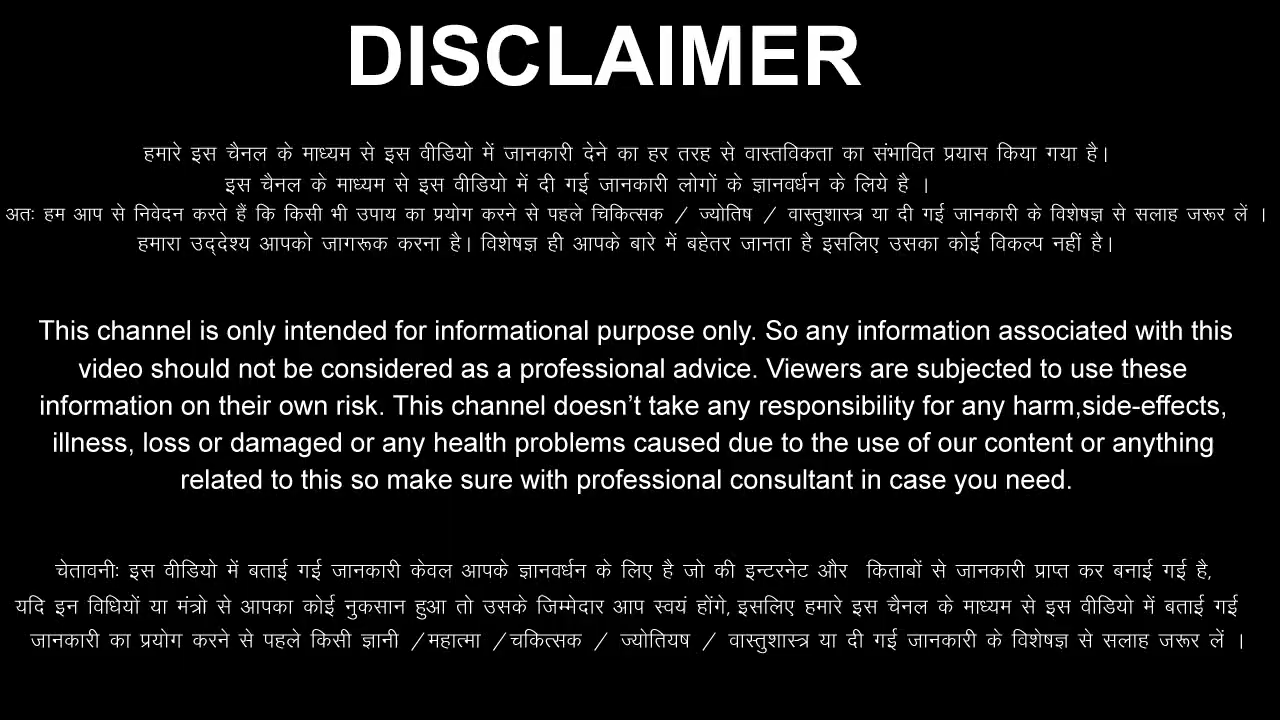 DISCLAIMER
हमारे इस चैनल के माध्यम से इस वीडियो में जानकारी देने का हर तरह से वास्तविकता का संभावित प्रयास किया गया है।
इस चैनल के माध्यम से इस वीडियो में दी गई जानकारी लोगों के ज्ञानवर्धन के लिये है ।
अतः हम आप से निवेदन करते हैं कि किसी भी उपाय का प्रयोग करने से पहले चिकित्सक / ज्योतिष / वास्तुशास्त्र या दी गई जानकारी के विशेषज्ञ से सलाह जरूर लें ।
हमारा उद्देश्य आपको जागरूक करना है। विशेषज्ञ ही आपके बारे में बहेतर जानता है इसलिए उसका कोई विकल्प नहीं है।
This channel is only intended for informational purpose only. So any information associated with this
video should not be considered as a professional advice. Viewers are subjected to use these
information on their own risk. This channel doesn’t take any responsibility for any harm,side-effects,
illness, loss or damaged or any health problems caused due to the use of our content or anything
related to this so make sure with professional consultant in case you need.
चेतावनीः इस वीडियो में बताई गई जानकारी केवल आपके ज्ञानवर्धन के लिए है जो की इन्टरनेट और किताबों से जानकारी प्राप्त कर बनाई गई है,
यदि इन विधियों या मंत्रो से आपका कोई नुकसान हुआ तो उसके जिम्मेदार आप स्वयं होंगे, इसलिए हमारे इस चैनल के माध्यम से इस वीडियो में बताई गई
जानकारी का प्रयोग करने से पहले किसी ज्ञानी /महात्मा /चकित्सक / ज्योतियष / वास्तुशास्त्र या दी गई जानकारी के विशेषज्ञ से सलाह जरूर लें ।